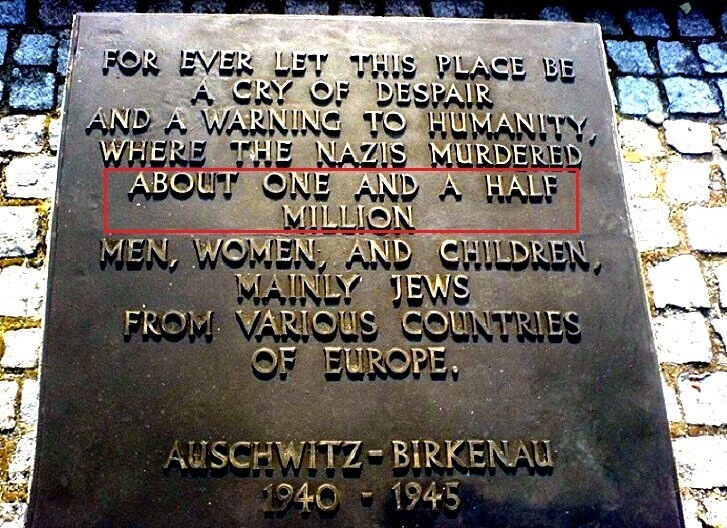 FOR EVER LET THIS PLACE BE
A CRY OF DESPAIR
AND A WARNING TO HUMANITY,
WHERE THE NAZIS MURDERED
ABOUT ONE AND A HALF
MILLION
MEN, WOMEN, AND CHILDREN,
MAINLY JEWS
FROM VARIOUS COUNTRIES
OF EUROPE.
AUSCHWITZ-BIRKENAU
1940 - 1945